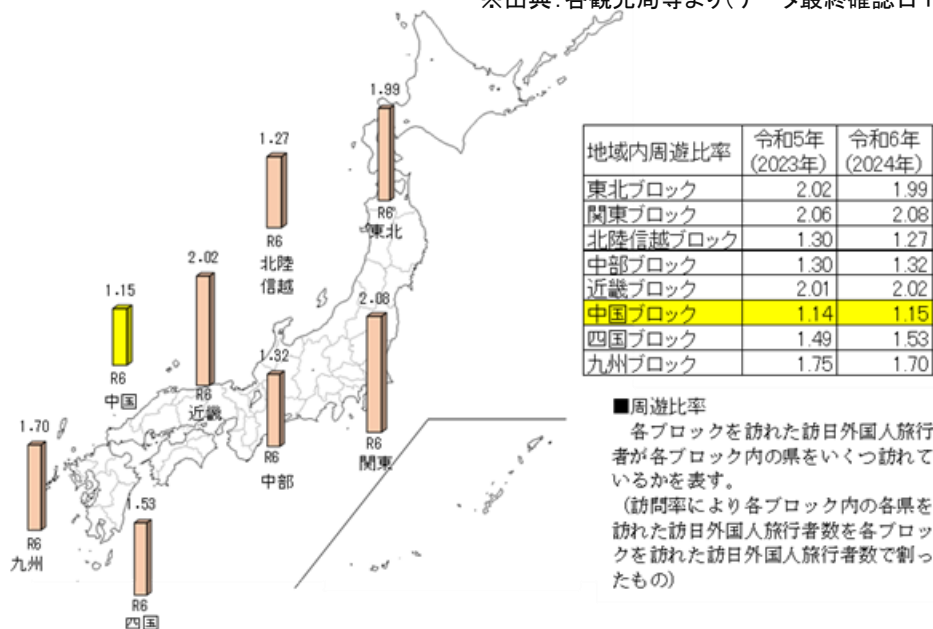 ※出典：各観光局等より(データ最終確認日1
1.99
R6
東北
1.27
R6
北陸
信越
2.02
R6
近畿
2.08
R6
関東
1.15
R6
中国
1.32
R6
中部
1.70
R6
九州
1.53
R6
四国
地域内周遊比率 令和5年(2023年) 令和6年(2024年)
東北ブロック 2.02 1.99
関東ブロック 2.06 2.08
北陸信越ブロック 1.30 1.27
中部ブロック 1.30 1.32
近畿ブロック 2.01 2.02
中国ブロック 1.14 1.15
四国ブロック 1.49 1.53
九州ブロック 1.75 1.70
■周遊比率
各ブロックを訪れた訪日外国人旅行
者が各ブロック内の県をいくつ訪れて
いるかを表す。
（訪問率により各ブロック内の各県を
訪れた訪日外国人旅行者数を各ブロッ
クを訪れた訪日外国人旅行者数で割っ
たもの）